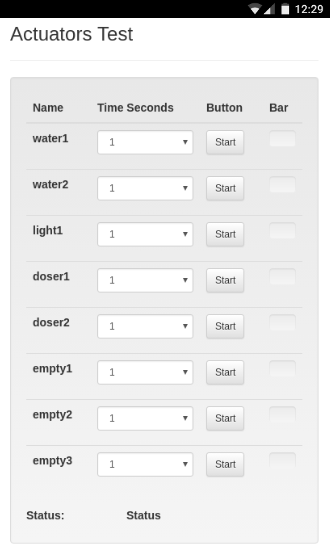 12:29
Actuators Test
Name Time Seconds Button Bar
water1 1 Start
water2 1 Start
light1 1 Start
doser1 1 Start
doser2 1 Start
empty1 1 Start
empty2 1 Start
empty3 1 Start
Status: Status